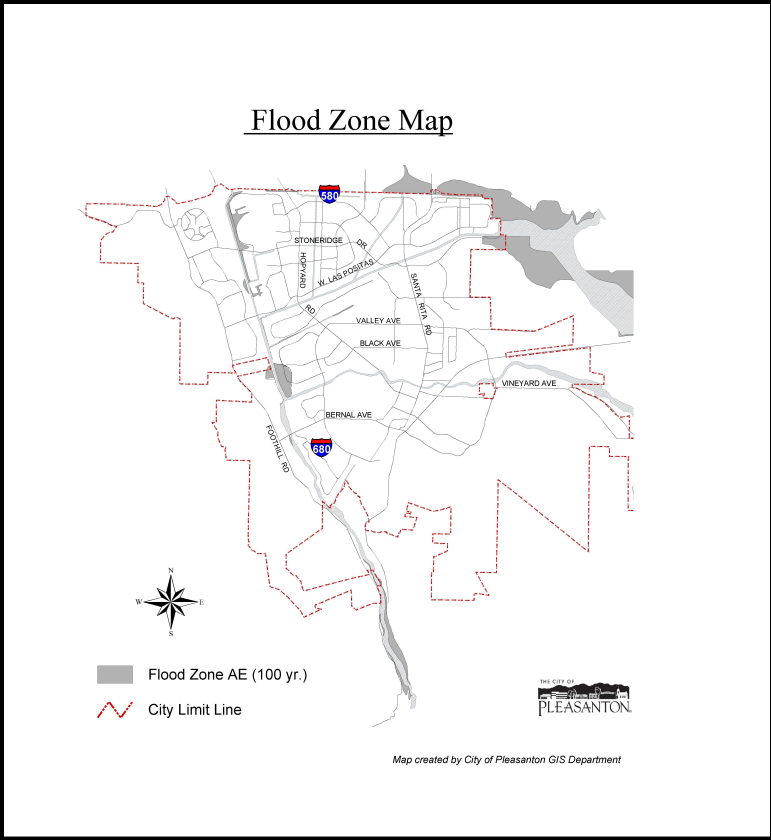 Flood Zone Map
580
STONERIDGE DR
HOPYARD RD
W. LAS POSITAS
SANTA RITA RD
VALLEY AVE
BLACK AVE
VINEYARD AVE
BERNAL AVE
FOOTHILL RD
680
N
W E
S
Flood Zone AE (100 yr.)
City Limit Line
THE CITY OF
PLEASANTON
Map created by City of Pleasanton GIS Department